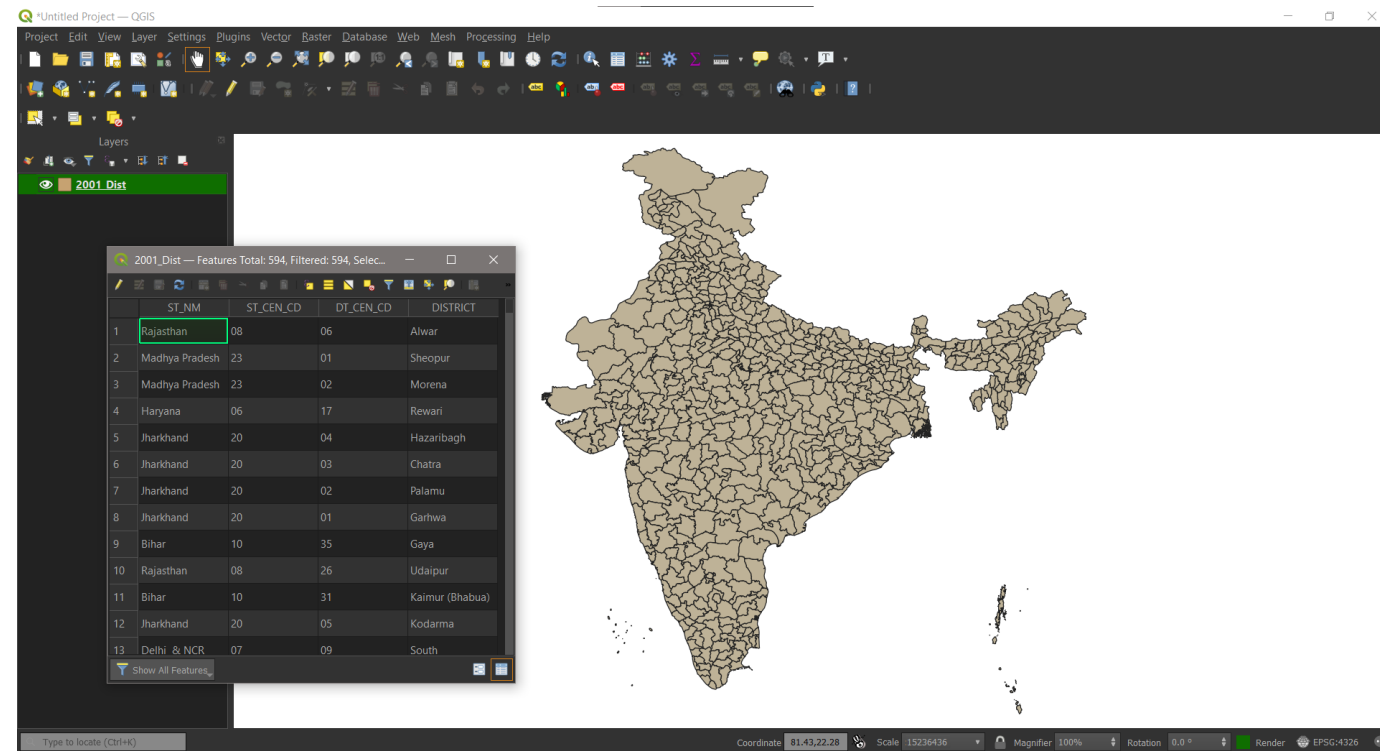 *Untitled Project — QGIS
Project Edit View Layer Settings Plugins Vector Raster Database Web Mesh Processing Help
Layers
2001_Dist
2001_Dist — Features Total: 594, Filtered: 594, Selec...
ST_NM ST_CEN_CD DT_CEN_CD DISTRICT
1 Rajasthan 08 06 Alwar
2 Madhya Pradesh 23 01 Sheopur
3 Madhya Pradesh 23 02 Morena
4 Haryana 06 17 Rewari
5 Jharkhand 20 04 Hazaribagh
6 Jharkhand 20 03 Chatra
7 Jharkhand 20 02 Palamu
8 Jharkhand 20 01 Garhwa
9 Bihar 10 35 Gaya
10 Rajasthan 08 26 Udaipur
11 Bihar 10 31 Kaimur (Bhabua)
12 Jharkhand 20 05 Kodarma
13 Delhi & NCR 07 09 South
Show All Features
Type to locate (Ctrl+K) Coordinate 81.43,22.28 Scale 15236436 Magnifier 100% Rotation 0.0 ° Render EPSG:4326